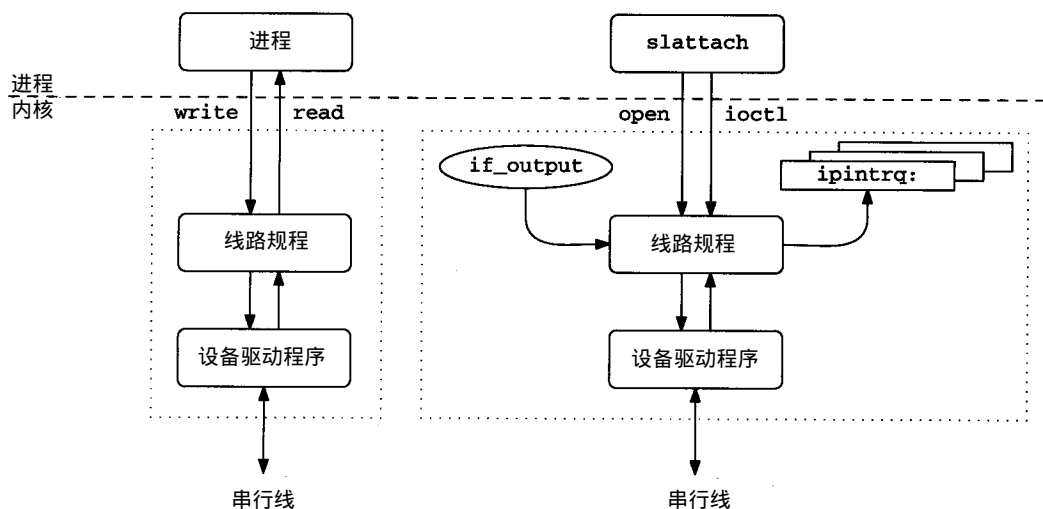 进程
slattach
进程
内核
write
read
open
ioctl
if_output
ipintrq:
线路规程
线路规程
设备驱动程序
设备驱动程序
串行线
串行线